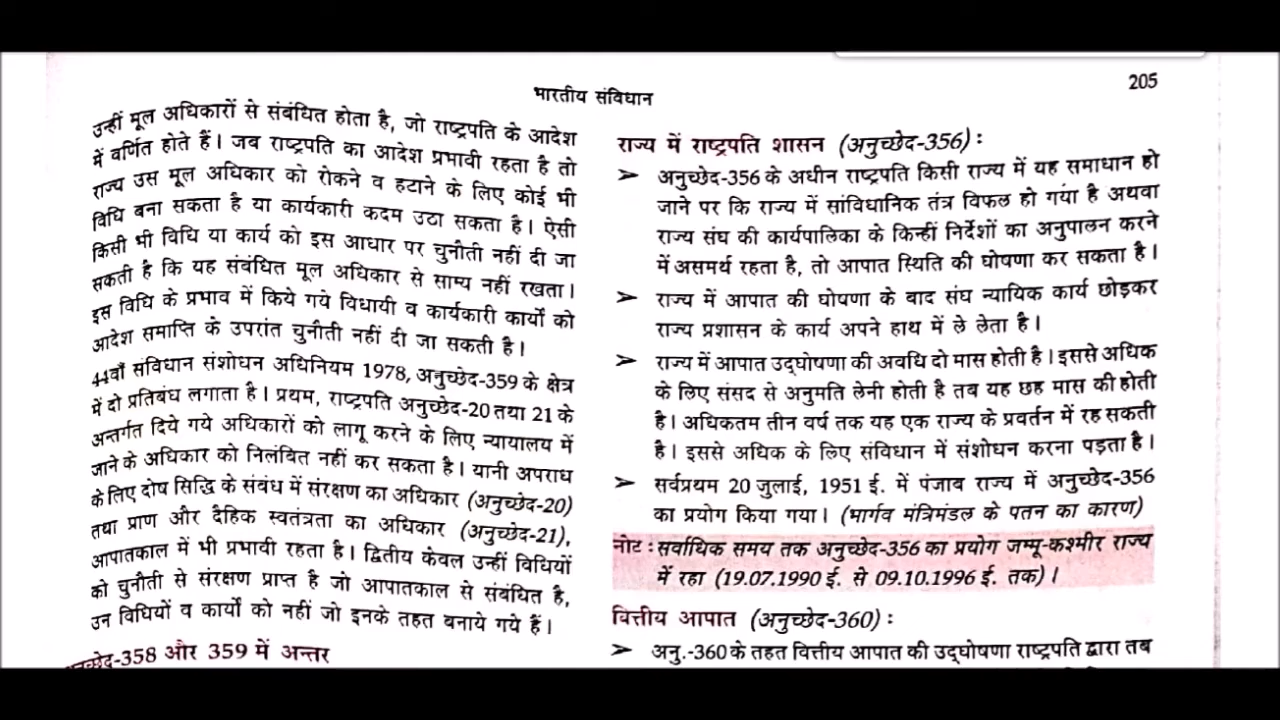 भारतीय संविधान
205
उन्हीं मूल अधिकारों से संबंधित होता है, जो राष्ट्रपति के आदेश
में वर्णित होते हैं। जब राष्ट्रपति का आदेश प्रभावी रहता है तो
राज्य उस मूल अधिकार को रोकने व हटाने के लिए कोई भी
विधि बना सकता है या कार्यकारी कदम उठा सकता है। ऐसी
किसी भी विधि या कार्य को इस आधार पर चुनौती नहीं दी जा
सकती है कि यह संबंधित मूल अधिकार से साम्य नहीं रखता।
इस विधि के प्रभाव में किये गये विधायी व कार्यकारी कार्यों को
आदेश समाप्ति के उपरांत चुनौती नहीं दी जा सकती है।
44वाँ संविधान संशोधन अधिनियम 1978, अनुच्छेद-359 के क्षेत्र
में दो प्रतिबंध लगाता है। प्रथम, राष्ट्रपति अनुच्छेद-20 तथा 21 के
अन्तर्गत दिये गये अधिकारों को लागू करने के लिए न्यायालय में
जाने के अधिकार को निलंबित नहीं कर सकता है। यानी अपराध
के लिए दोष सिद्धि के संबंध में संरक्षण का अधिकार (अनुच्छेद-20)
तथा प्राण और दैहिक स्वतंत्रता का अधिकार (अनुच्छेद-21),
आपातकाल में भी प्रभावी रहता है। द्वितीय केवल उन्हीं विधियों
को चुनौती से संरक्षण प्राप्त है जो आपातकाल से संबंधित है,
उन विधियों व कार्यों को नहीं जो इनके तहत बनाये गये हैं।
अनुच्छेद-358 और 359 में अन्तर
राज्य में राष्ट्रपति शासन (अनुच्छेद-356) :
➢ अनुच्छेद-356 के अधीन राष्ट्रपति किसी राज्य में यह समाधान हो
जाने पर कि राज्य में सांविधानिक तंत्र विफल हो गया है अथवा
राज्य संघ की कार्यपालिका के किन्हीं निर्देशों का अनुपालन करने
में असमर्थ रहता है, तो आपात स्थिति की घोषणा कर सकता है।
➢ राज्य में आपात की घोषणा के बाद संघ न्यायिक कार्य छोड़कर
राज्य प्रशासन के कार्य अपने हाथ में ले लेता है।
➢ राज्य में आपात उद्घोषणा की अवधि दो मास होती है। इससे अधिक
के लिए संसद से अनुमति लेनी होती है तब यह छह मास की होती
है। अधिकतम तीन वर्ष तक यह एक राज्य के प्रवर्तन में रह सकती
है। इससे अधिक के लिए संविधान में संशोधन करना पड़ता है।
➢ सर्वप्रथम 20 जुलाई, 1951 ई. में पंजाब राज्य में अनुच्छेद-356
का प्रयोग किया गया। (भार्गव मंत्रिमंडल के पतन का कारण)
नोट : सर्वाधिक समय तक अनुच्छेद-356 का प्रयोग जम्मू-कश्मीर राज्य
में रहा (19.07.1990 ई. से 09.10.1996 ई. तक)।
वित्तीय आपात (अनुच्छेद-360) :
➢ अनु.-360 के तहत वित्तीय आपात की उद्घोषणा राष्ट्रपति द्वारा तब